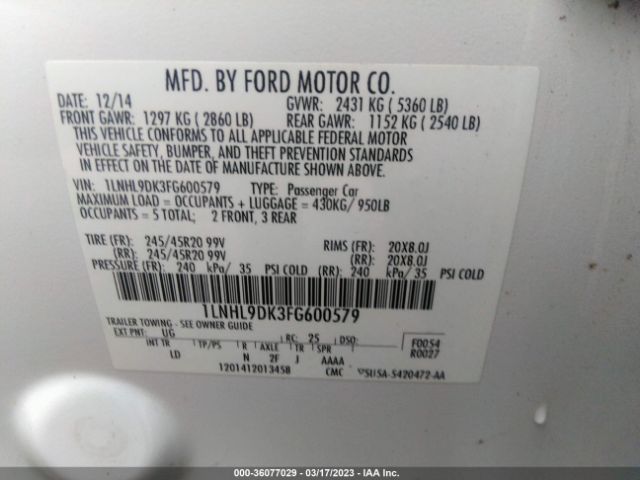 MFD. BY FORD MOTOR CO.
DATE: 12/14 GVWR: 2431 KG ( 5360 LB)
FRONT GAWR: 1297 KG ( 2860 LB) REAR GAWR: 1152 KG ( 2540 LB)
THIS VEHICLE CONFORMS TO ALL APPLICABLE FEDERAL MOTOR
VEHICLE SAFETY, BUMPER, AND THEFT PREVENTION STANDARDS
IN EFFECT ON THE DATE OF MANUFACTURE SHOWN ABOVE.
VIN: 1LNHL9DK3FG600579 TYPE: Passenger Car
MAXIMUM LOAD = OCCUPANTS + LUGGAGE = 430KG/ 950LB
OCCUPANTS = 5 TOTAL; 2 FRONT, 3 REAR
TIRE (FR): 245/45R20 99V RIMS (FR): 20X8.0J
(RR): 245/45R20 99V (RR): 20X8.0J
PRESSURE (FR): 240 kPa/ 35 PSI COLD (RR): 240 kPa/ 35 PSI COLD
1LNHL9DK3FG600579
TRAILER TOWING - SEE OWNER GUIDE
EXT PNT: UG RC: 25 DSO: F0054
R0027
INT TR TP/PS R AXLE TR SPR
LD N 2F J AAAA
1201412013458 CMC
000-36077029 - 03/17/2023 - IAA Inc.